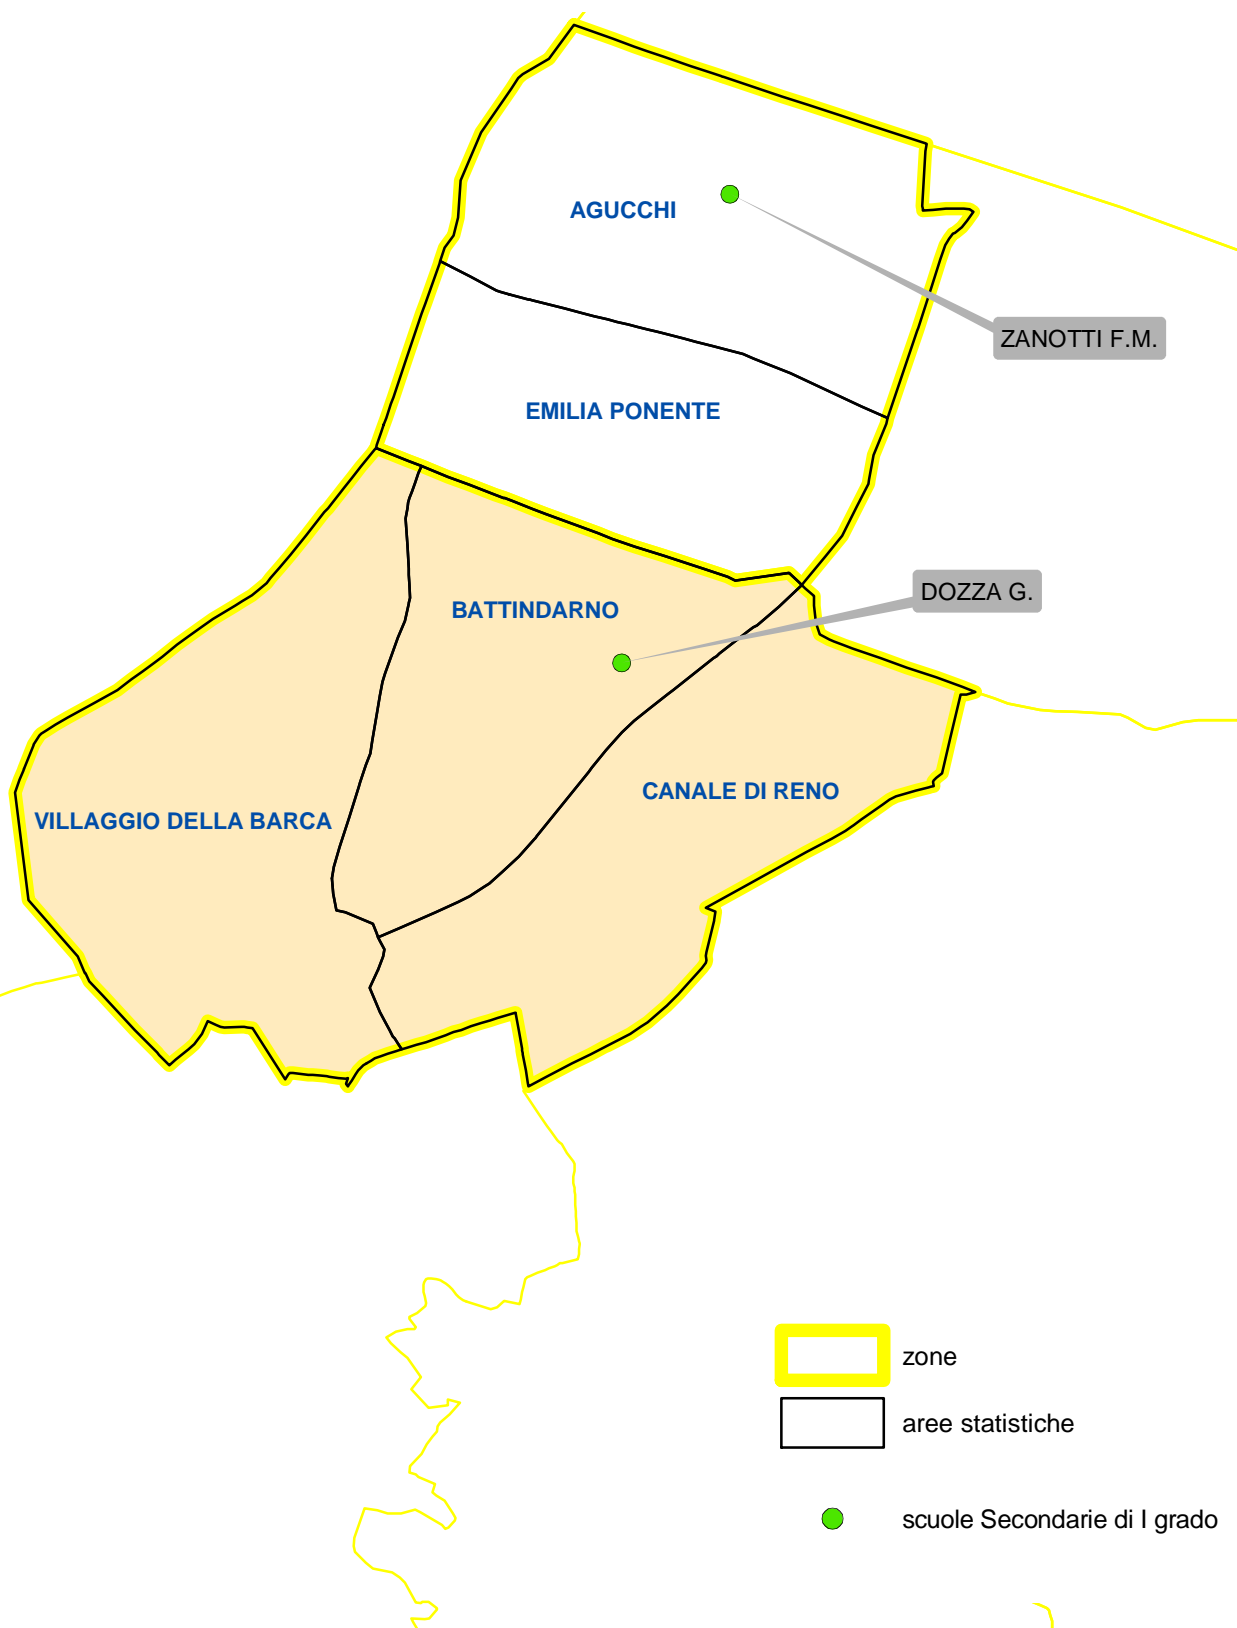 AGUCCHI
ZANOTTI F.M.
EMILIA PONENTE
DOZZA G.
BATTINDARNO
CANALE DI RENO
VILLAGGIO DELLA BARCA
zone
aree statistiche
scuole Secondarie di I grado